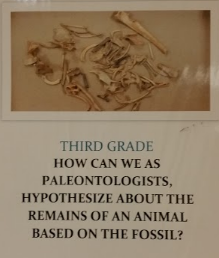 THIRD GRADE
HOW CAN WE AS
PALEONTOLOGISTS,
HYPOTHESIZE ABOUT THE
REMAINS OF AN ANIMAL
BASED ON THE FOSSIL?